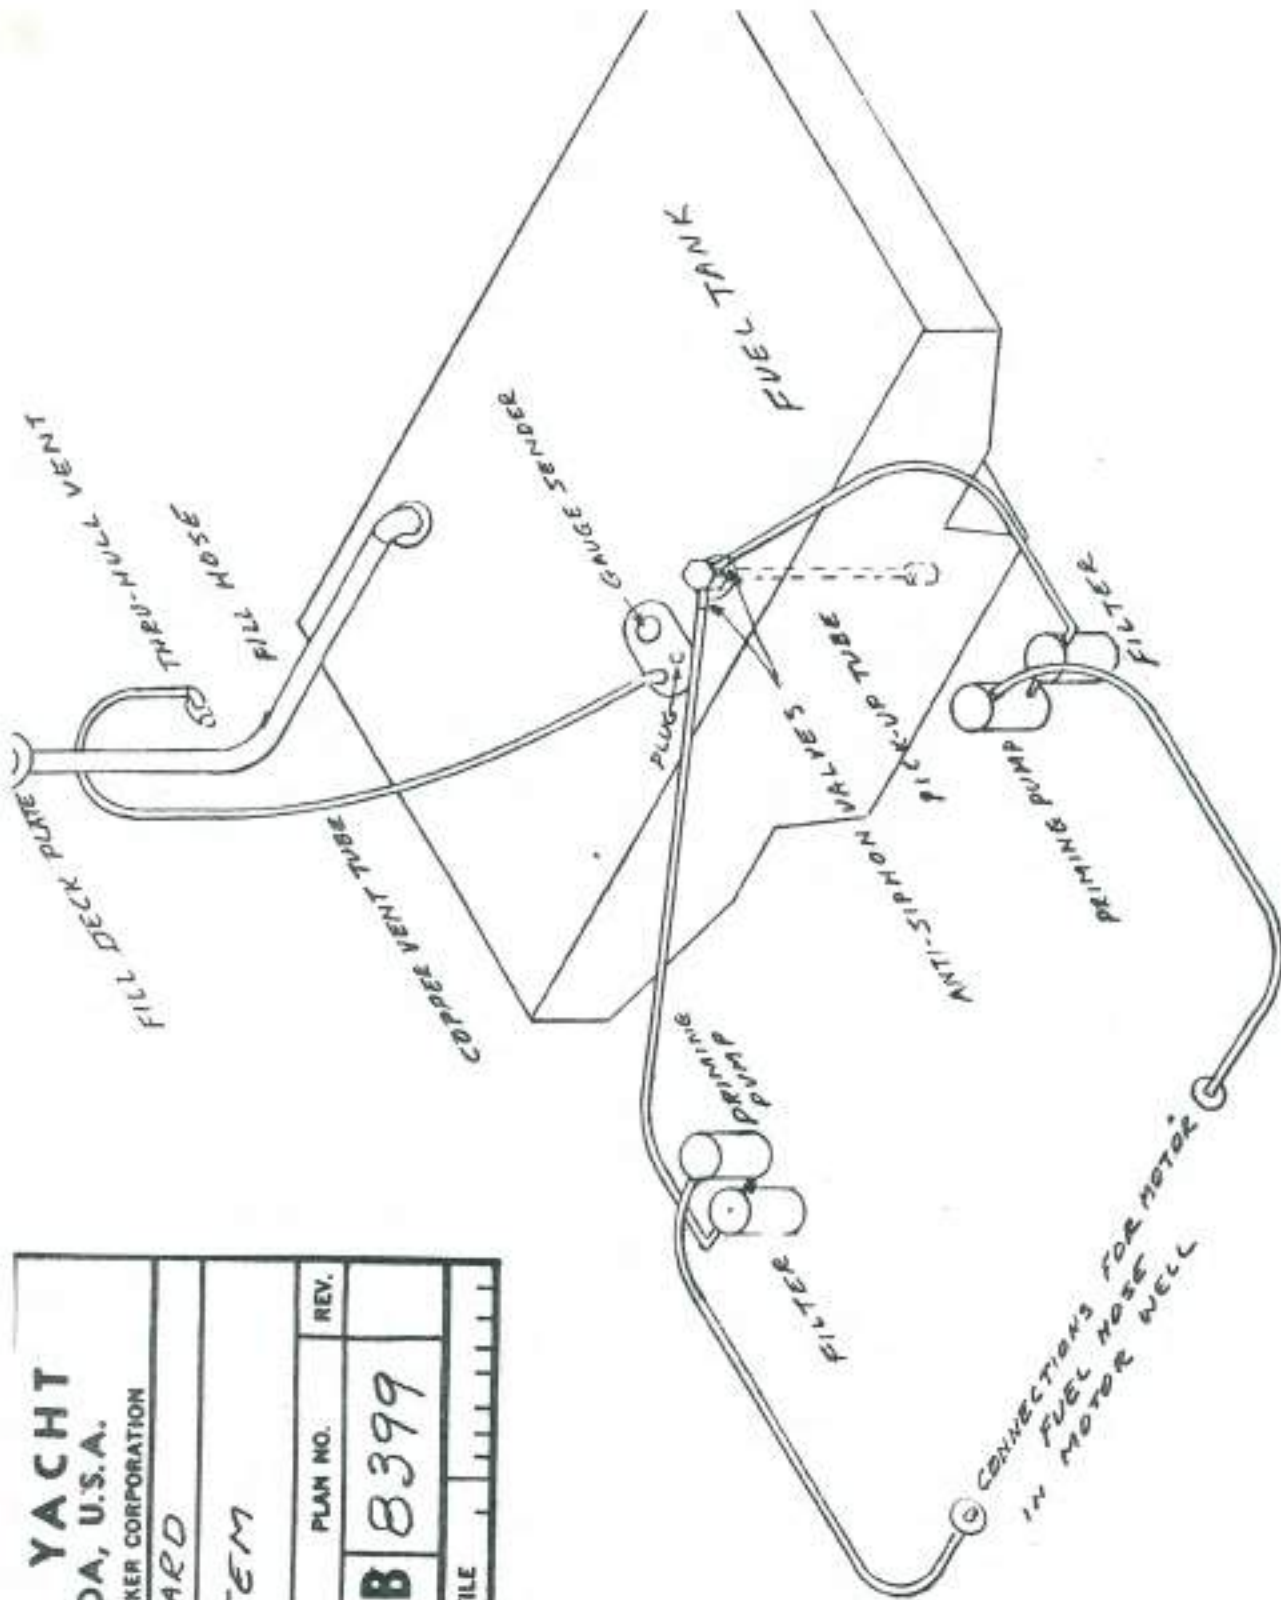 FILL DECK PLATE
THRU-HULL VENT
FILL HOSE
COPPER VENT TUBE
GAUGE SENDER
PLUG
FUEL TANK
ANTI-SIPHON VALVES
PICK-UP TUBE
PRIMING PUMP
FILTER
PRIMING
PUMP
FILTER
CONNECTIONS FOR MOTOR
FUEL HOSE
IN MOTOR WELL
YACHT
DA, U.S.A.
KER CORPORATION
ARD
TEM
PLAN NO.
REV.
B
8399
ILE